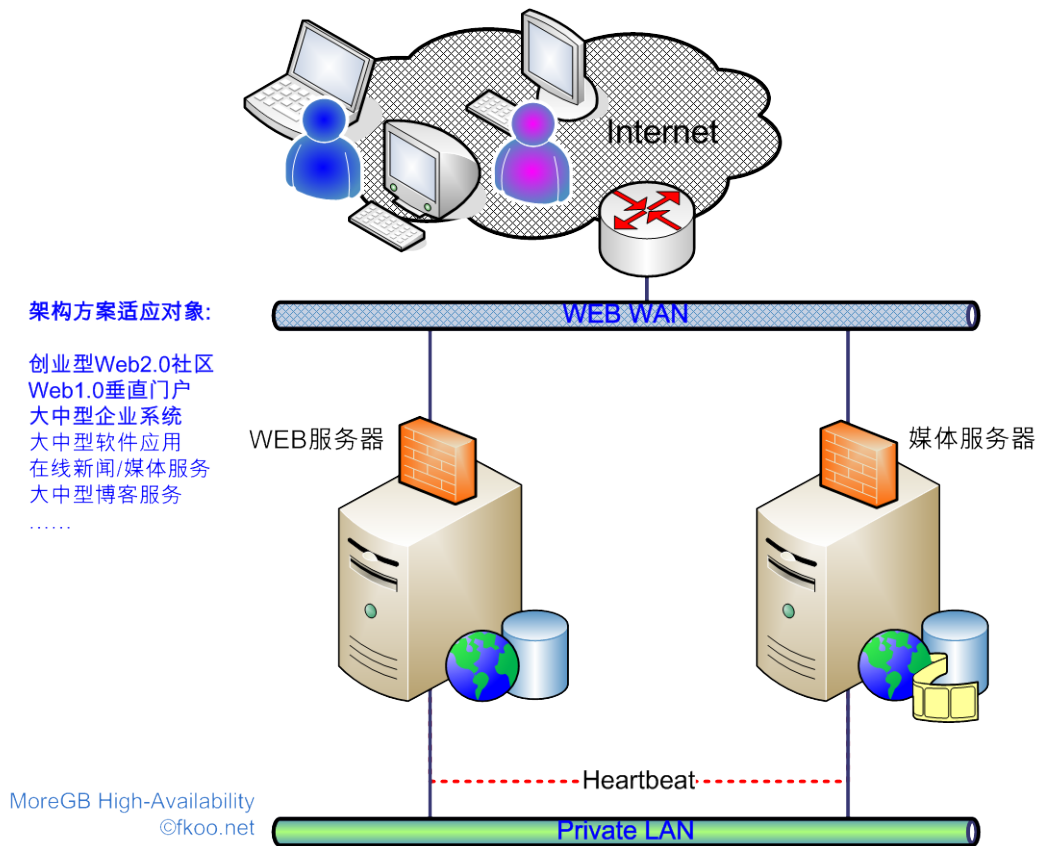 Internet
WEB WAN
架构方案适应对象:
创业型Web2.0社区
Web1.0垂直门户
大中型企业系统
大中型软件应用
在线新闻/媒体服务
大中型博客服务
......
WEB服务器
媒体服务器
Heartbeat
MoreGB High-Availability
©fkoo.net
Private LAN